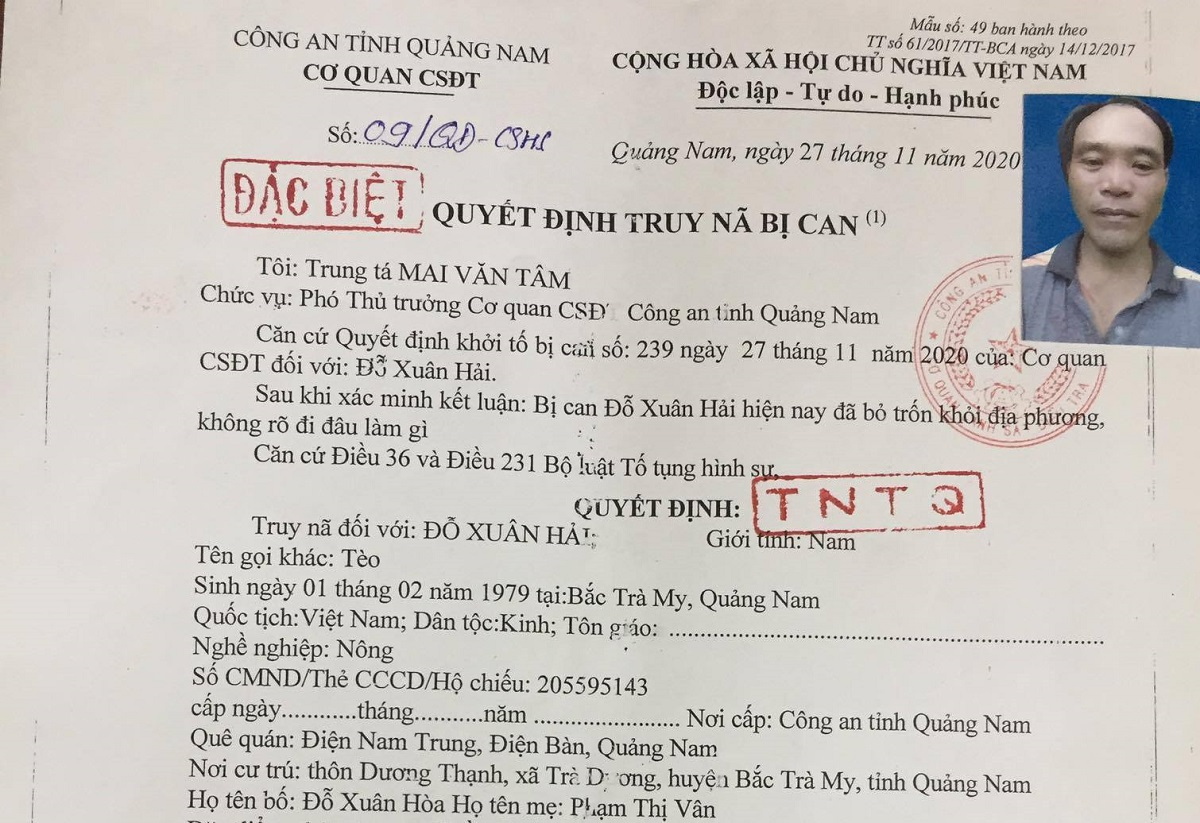 Mẫu số: 49 ban hành theo
TT số 61/2017/TT-BCA ngày 14/12/2017
CÔNG AN TỈNH QUẢNG NAM
CƠ QUAN CSĐT
CỘNG HÒA XÃ HỘI CHỦ NGHĨA VIỆT NAM
Độc lập - Tự do - Hạnh phúc
Số: 09/QĐ-CSHS
Quảng Nam, ngày 27 tháng 11 năm 2020
ĐẶC BIỆT
QUYẾT ĐỊNH TRUY NÃ BỊ CAN (1)
Tôi: Trung tá MAI VĂN TÂM
Chức vụ: Phó Thủ trưởng Cơ quan CSĐT Công an tỉnh Quảng Nam
Căn cứ Quyết định khởi tố bị can số: 239 ngày 27 tháng 11 năm 2020 của: Cơ quan
CSĐT đối với: Đỗ Xuân Hải.
Sau khi xác minh kết luận: Bị can Đỗ Xuân Hải hiện nay đã bỏ trốn khỏi địa phương,
không rõ đi đâu làm gì
Căn cứ Điều 36 và Điều 231 Bộ luật Tố tụng hình sự.
QUYẾT ĐỊNH:
TNTQ
Truy nã đối với: ĐỖ XUÂN HẢI; Giới tính: Nam
Tên gọi khác: Tèo
Sinh ngày 01 tháng 02 năm 1979 tại:Bắc Trà My, Quảng Nam
Quốc tịch:Việt Nam; Dân tộc:Kinh; Tôn giáo: ..........
Nghề nghiệp: Nông
Số CMND/Thẻ CCCD/Hộ chiếu: 205595143
cấp ngày............tháng...........năm ....................... Nơi cấp: Công an tỉnh Quảng Nam
Quê quán: Điện Nam Trung, Điện Bàn, Quảng Nam
Nơi cư trú: thôn Dương Thạnh, xã Trà Dương, huyện Bắc Trà My, tỉnh Quảng Nam
Họ tên bố: Đỗ Xuân Hòa Họ tên mẹ: Phạm Thị Vân